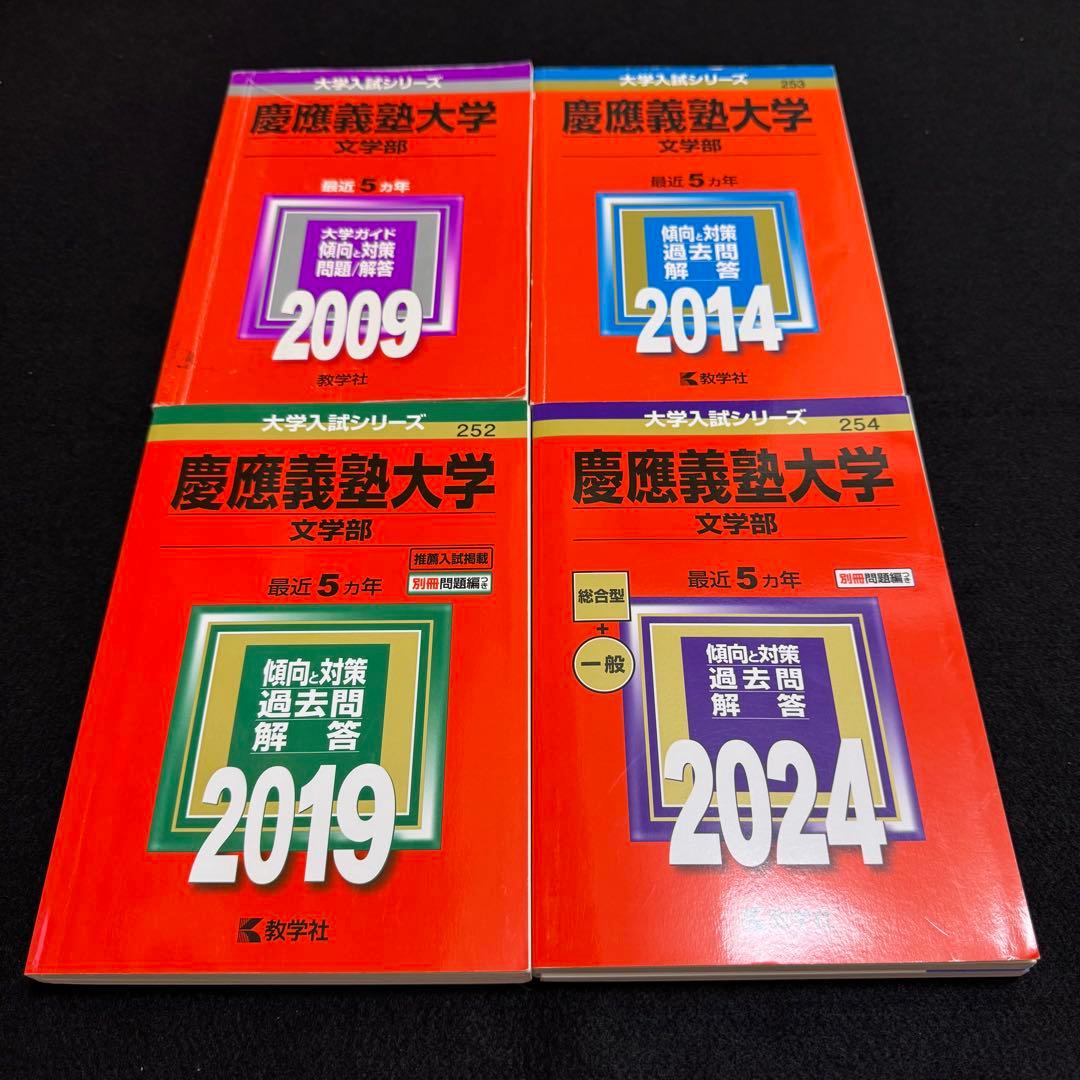 大学入試シリーズ
慶應義塾大学
文学部
最近5ヵ年
大学ガイド
傾向と対策
問題/解答
2009
教学社
大学入試シリーズ
253
慶應義塾大学
文学部
最近5ヵ年
傾向と対策
過去問
解答
2014
教学社
大学入試シリーズ
252
慶應義塾大学
文学部
推薦入試掲載
最近5ヵ年
別冊問題編つき
傾向と対策
過去問
解答
2019
教学社
大学入試シリーズ
254
慶應義塾大学
文学部
最近5ヵ年
別冊問題編つき
総合型
+
一般
傾向と対策
過去問
解答
2024
教学社